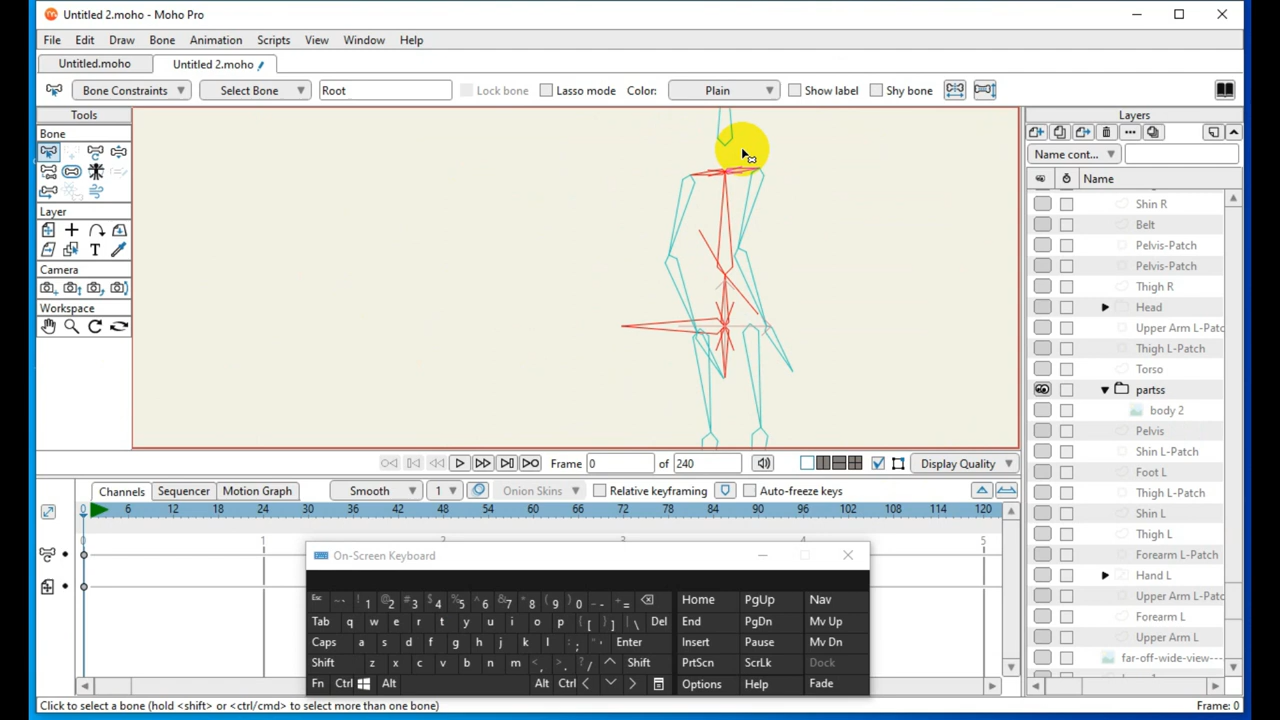 Untitled 2.moho - Moho Pro
File Edit Draw Bone Animation Scripts View Window Help
Untitled.moho Untitled 2.moho
Bone Constraints Select Bone Root Lock bone Lasso mode Color: Plain Show label Shy bone
Tools
Bone
Layer
T
Camera
Workspace
Layers
Name cont...
Name
Shin R
Belt
Pelvis-Patch
Pelvis-Patch
Thigh R
Head
Upper Arm L-Patc
Thigh L-Patch
Torso
partss
body 2
Pelvis
Shin L-Patch
Foot L
Thigh L-Patch
Shin L
Thigh L
Forearm L-Patch
Hand L
Upper Arm L-Patc
Forearm L
Upper Arm L
far-off-wide-view---
Frame 0 of 240 Display Quality
Channels Sequencer Motion Graph Smooth 1 Onion Skins Relative keyframing Auto-freeze keys
0 6 12 18 24 30 36 42 48 54 60 66 72 78 84 90 96 102 108 114 120
0 1 2 3 4 5
On-Screen Keyboard
Esc ~ ` ! 1 @ 2 # 3 $ 4 % 5 ^ 6 & 7 * 8 ( 9 ) 0 _ - + = Home PgUp Nav
Tab q w e r t y u i o p { [ } ] | \ Del End PgDn Mv Up
Caps a s d f g h j k l : ; " ' Enter Insert Pause Mv Dn
Shift z x c v b n m < , > . ? / Shift PrtScn ScrLk Dock
Fn Ctrl Alt Alt Ctrl Options Help Fade
Click to select a bone (hold <shift> or <ctrl/cmd> to select more than one bone) Frame: 0